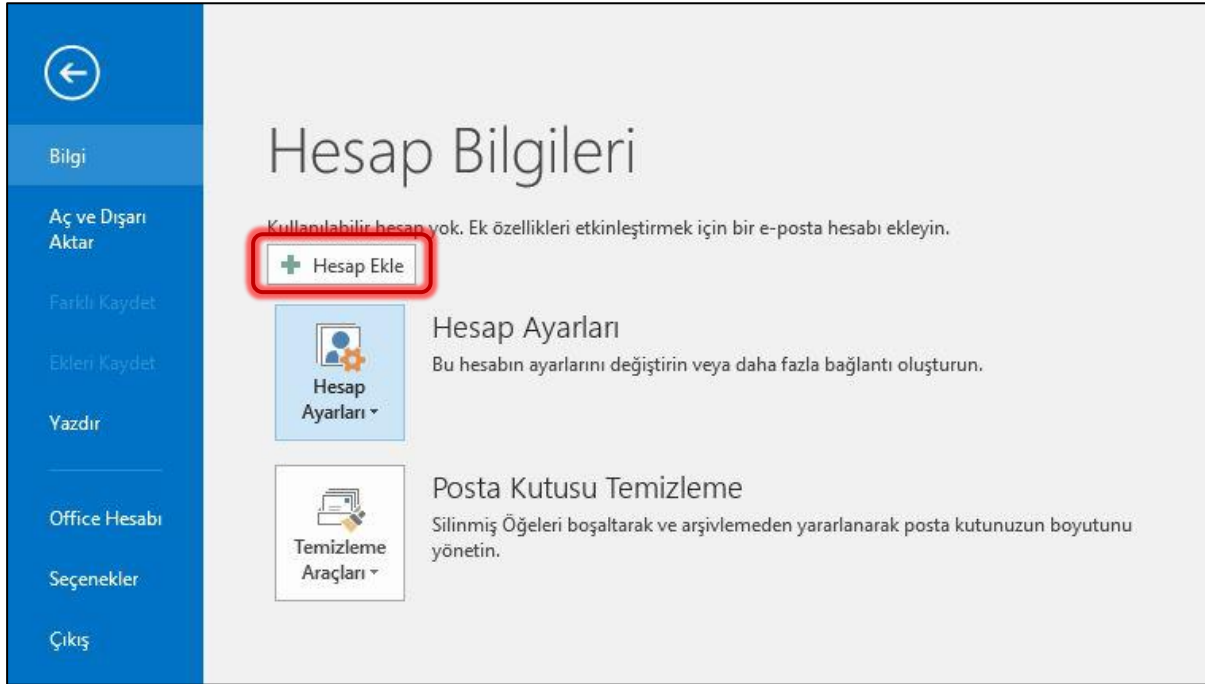 Bilgi
Aç ve Dışarı
Aktar
Farklı Kaydet
Ekleri Kaydet
Yazdır
Office Hesabı
Seçenekler
Çıkış
Hesap Bilgileri
Kullanılabilir hesap yok. Ek özellikleri etkinleştirmek için bir e-posta hesabı ekleyin.
Hesap Ekle
Hesap
Ayarları
Hesap Ayarları
Bu hesabın ayarlarını değiştirin veya daha fazla bağlantı oluşturun.
Temizleme
Araçları
Posta Kutusu Temizleme
Silinmiş Öğeleri boşaltarak ve arşivlemeden yararlanarak posta kutunuzun boyutunu
yönetin.